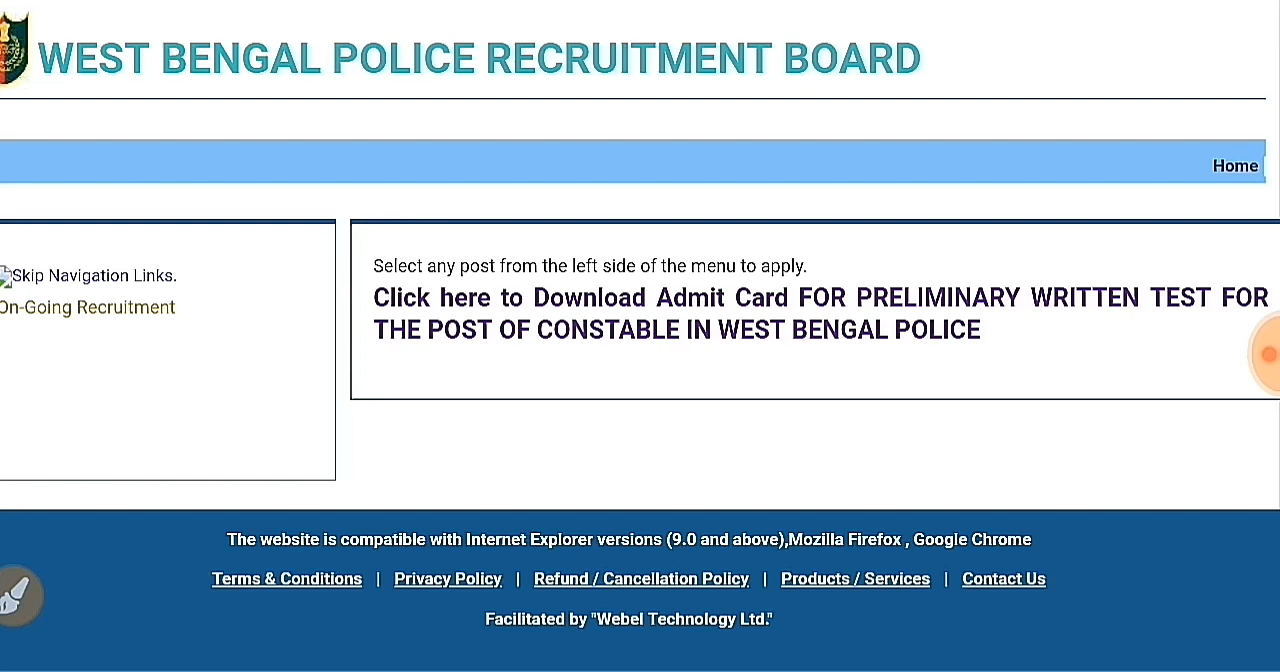 WEST BENGAL POLICE RECRUITMENT BOARD
Home
Skip Navigation Links.
On-Going Recruitment
Select any post from the left side of the menu to apply.
Click here to Download Admit Card FOR PRELIMINARY WRITTEN TEST FOR
THE POST OF CONSTABLE IN WEST BENGAL POLICE
The website is compatible with Internet Explorer versions (9.0 and above),Mozilla Firefox , Google Chrome
Terms & Conditions | Privacy Policy | Refund / Cancellation Policy | Products / Services | Contact Us
Facilitated by "Webel Technology Ltd."